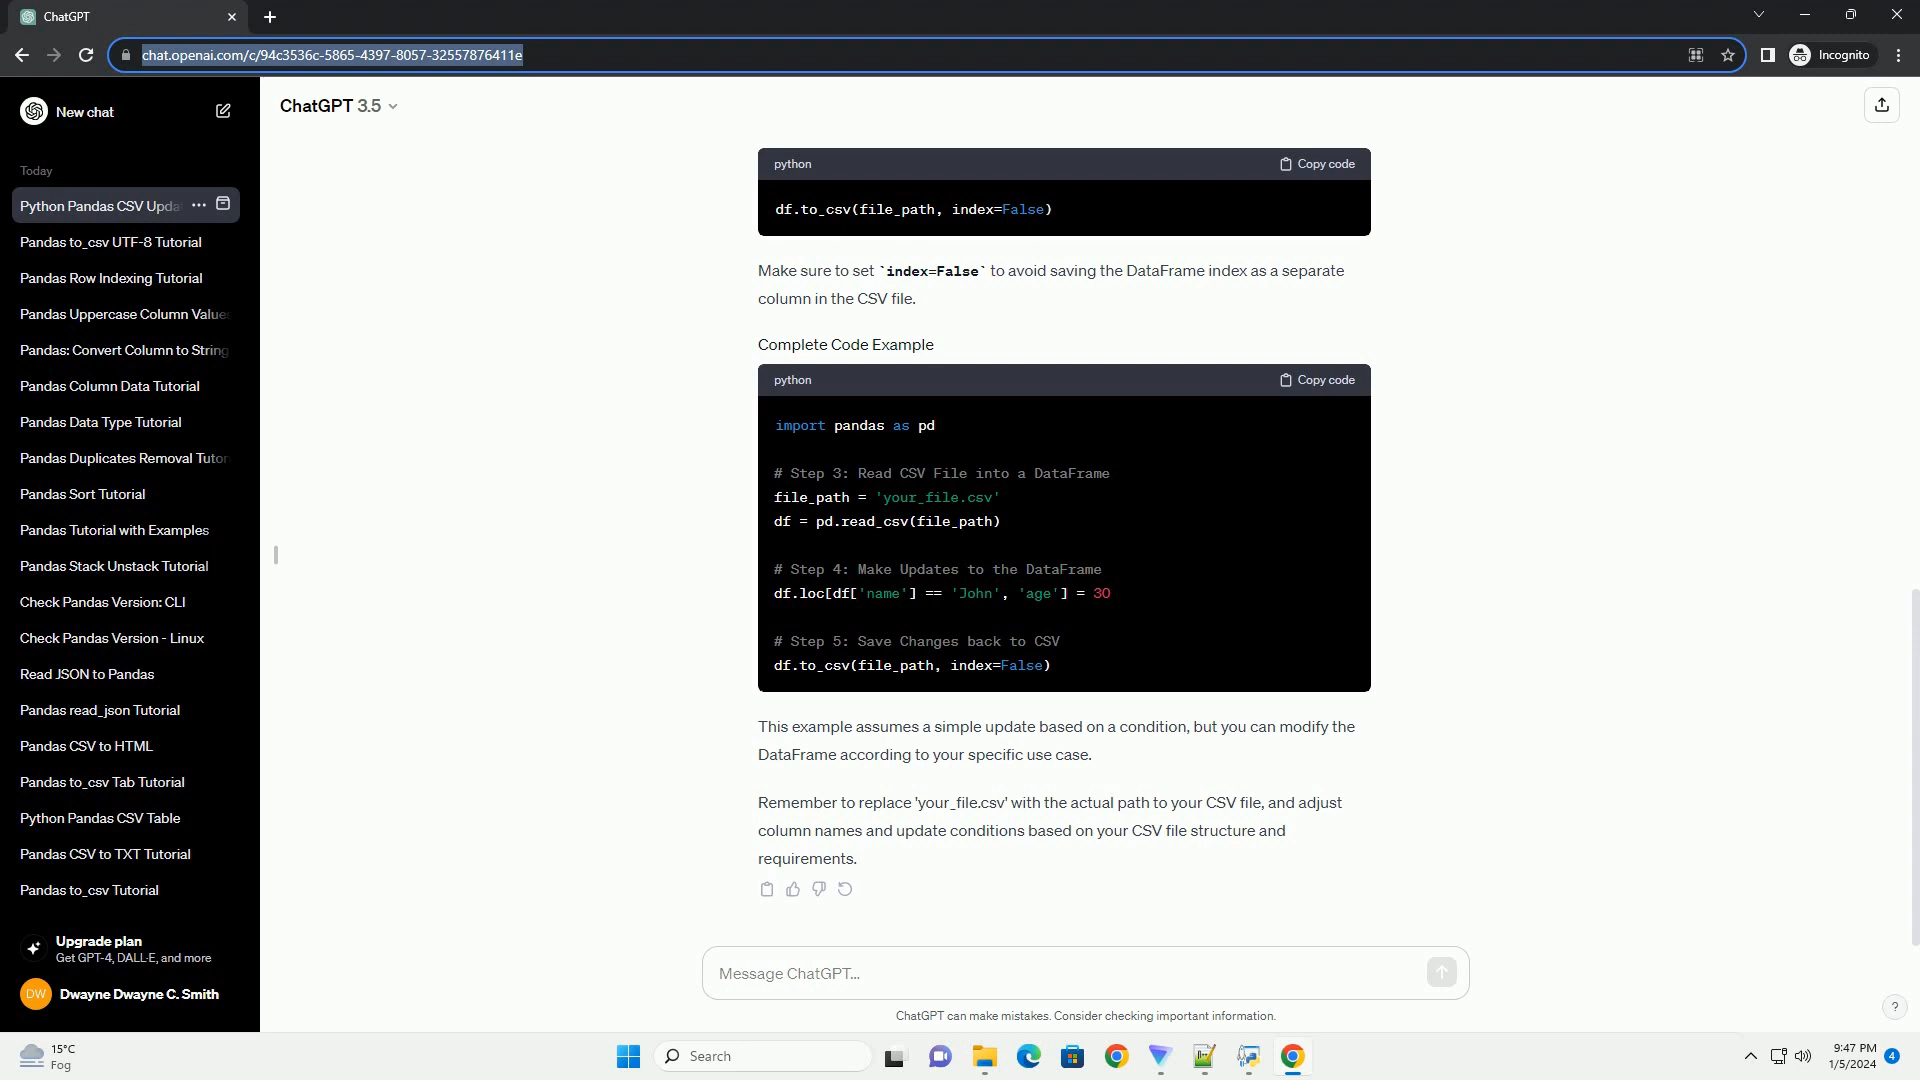 ChatGPT
chat.openai.com/c/94c3536c-5865-4397-8057-32557876411e
Incognito
New chat
Today
Python Pandas CSV Upda
Pandas to_csv UTF-8 Tutorial
Pandas Row Indexing Tutorial
Pandas Uppercase Column Values
Pandas: Convert Column to String
Pandas Column Data Tutorial
Pandas Data Type Tutorial
Pandas Duplicates Removal Tutor
Pandas Sort Tutorial
Pandas Tutorial with Examples
Pandas Stack Unstack Tutorial
Check Pandas Version: CLI
Check Pandas Version - Linux
Read JSON to Pandas
Pandas read_json Tutorial
Pandas CSV to HTML
Pandas to_csv Tab Tutorial
Python Pandas CSV Table
Pandas CSV to TXT Tutorial
Pandas to_csv Tutorial
Upgrade plan
Get GPT-4, DALL·E, and more
DW Dwayne Dwayne C. Smith
ChatGPT 3.5
python Copy code
df.to_csv(file_path, index=False)
Make sure to set `index=False` to avoid saving the DataFrame index as a separate
column in the CSV file.
Complete Code Example
python Copy code
import pandas as pd
# Step 3: Read CSV File into a DataFrame
file_path = 'your_file.csv'
df = pd.read_csv(file_path)
# Step 4: Make Updates to the DataFrame
df.loc[df['name'] == 'John', 'age'] = 30
# Step 5: Save Changes back to CSV
df.to_csv(file_path, index=False)
This example assumes a simple update based on a condition, but you can modify the
DataFrame according to your specific use case.
Remember to replace 'your_file.csv' with the actual path to your CSV file, and adjust
column names and update conditions based on your CSV file structure and
requirements.
Message ChatGPT...
ChatGPT can make mistakes. Consider checking important information.
?
15°C
Fog
Search
9:47 PM
1/5/2024
4